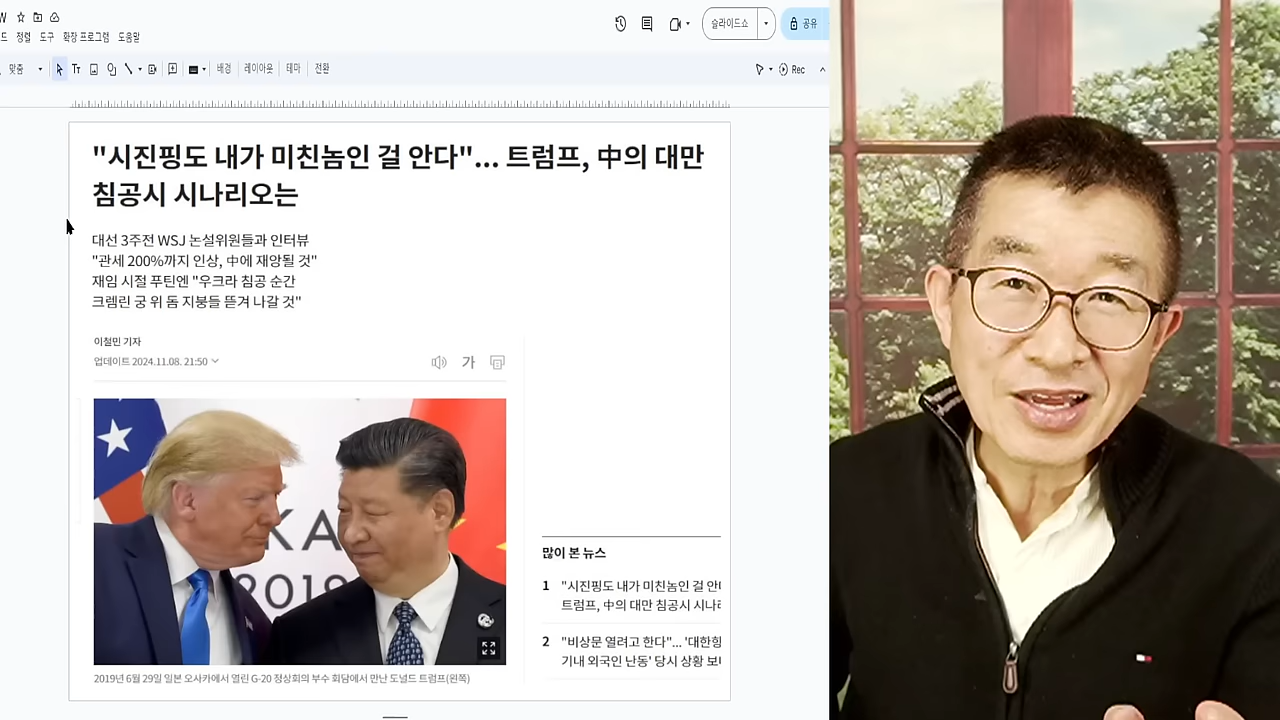 정렬 도구 확장 프로그램 도움말
슬라이드쇼
공유
맞춤
배경 레이아웃 테마 전환
Rec
"시진핑도 내가 미친놈인 걸 안다"... 트럼프, 中의 대만
침공시 시나리오는
대선 3주전 WSJ 논설위원들과 인터뷰
"관세 200%까지 인상, 中에 재앙될 것"
재임 시절 푸틴엔 "우크라 침공 순간
크렘린 궁 위 돔 지붕들 뜯겨 나갈 것"
이철민 기자
업데이트 2024.11.08. 21:50
가
KA
2019
2019년 6월 29일 일본 오사카에서 열린 G-20 정상회의 부수 회담에서 만난 도널드 트럼프(왼쪽)
많이 본 뉴스
1 "시진핑도 내가 미친놈인 걸
트럼프, 中의 대만 침공시
2 "비상문 열려고 한다"...
기내 외국인 난동' 당시 상황